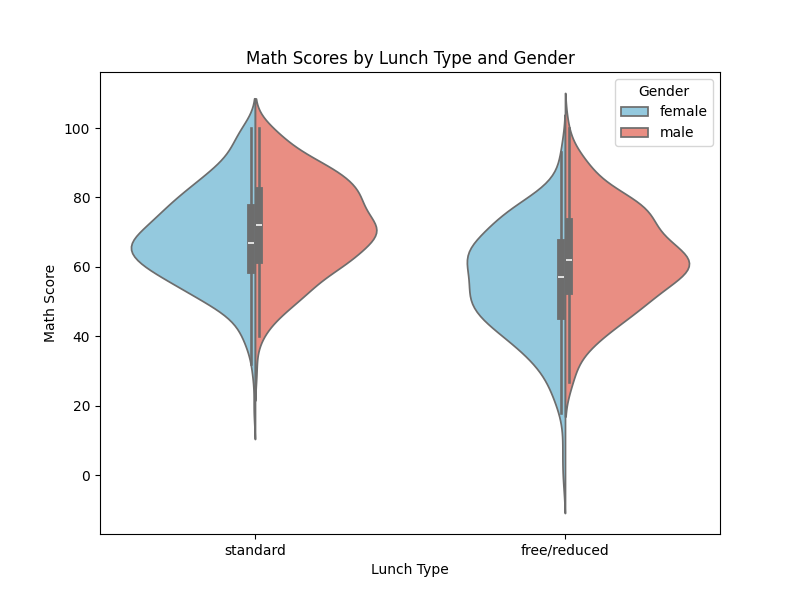 Math Scores by Lunch Type and Gender
Gender
female
male
100
80
60
40
20
0
Math Score
standard
free/reduced
Lunch Type